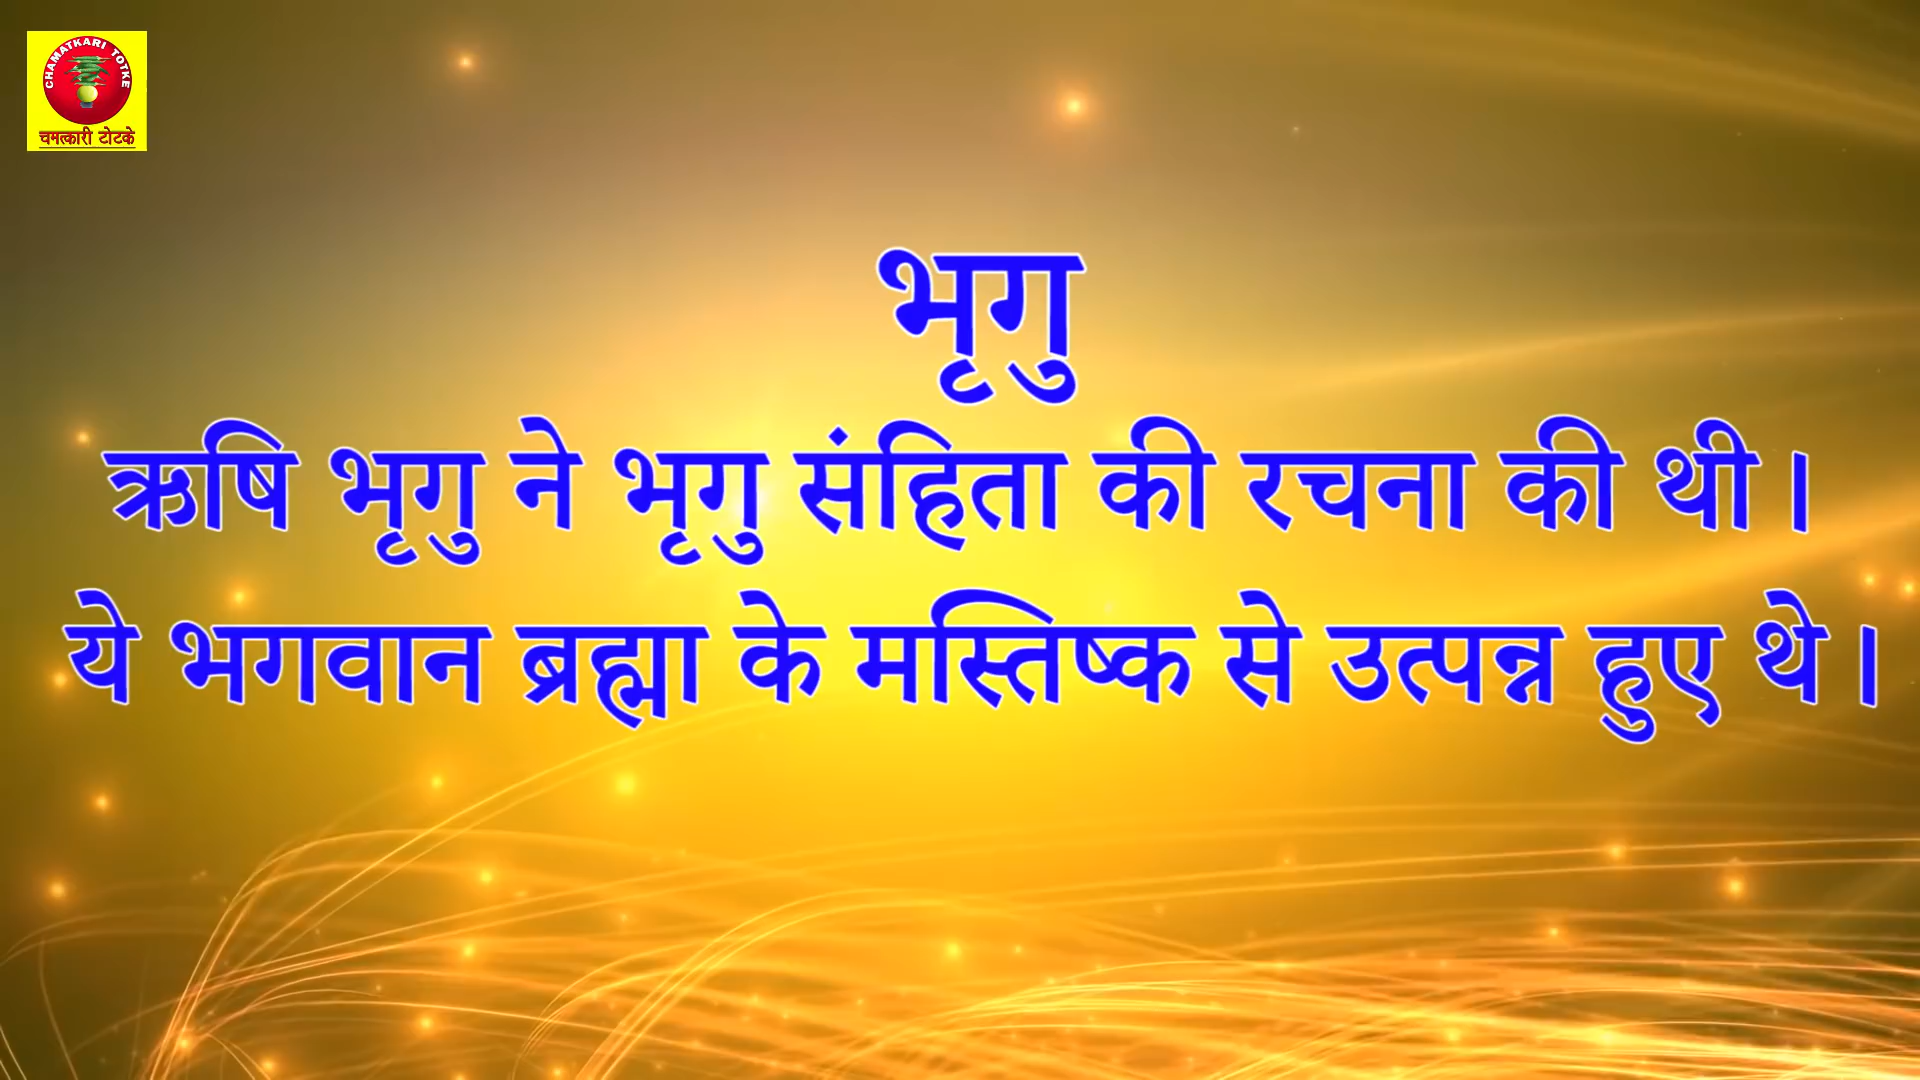 CHAMATKARI TOTKE
चमत्कारी टोटके
भृगु
ऋषि भृगु ने भृगु संहिता की रचना की थी।
ये भगवान ब्रह्मा के मस्तिष्क से उत्पन्न हुए थे।